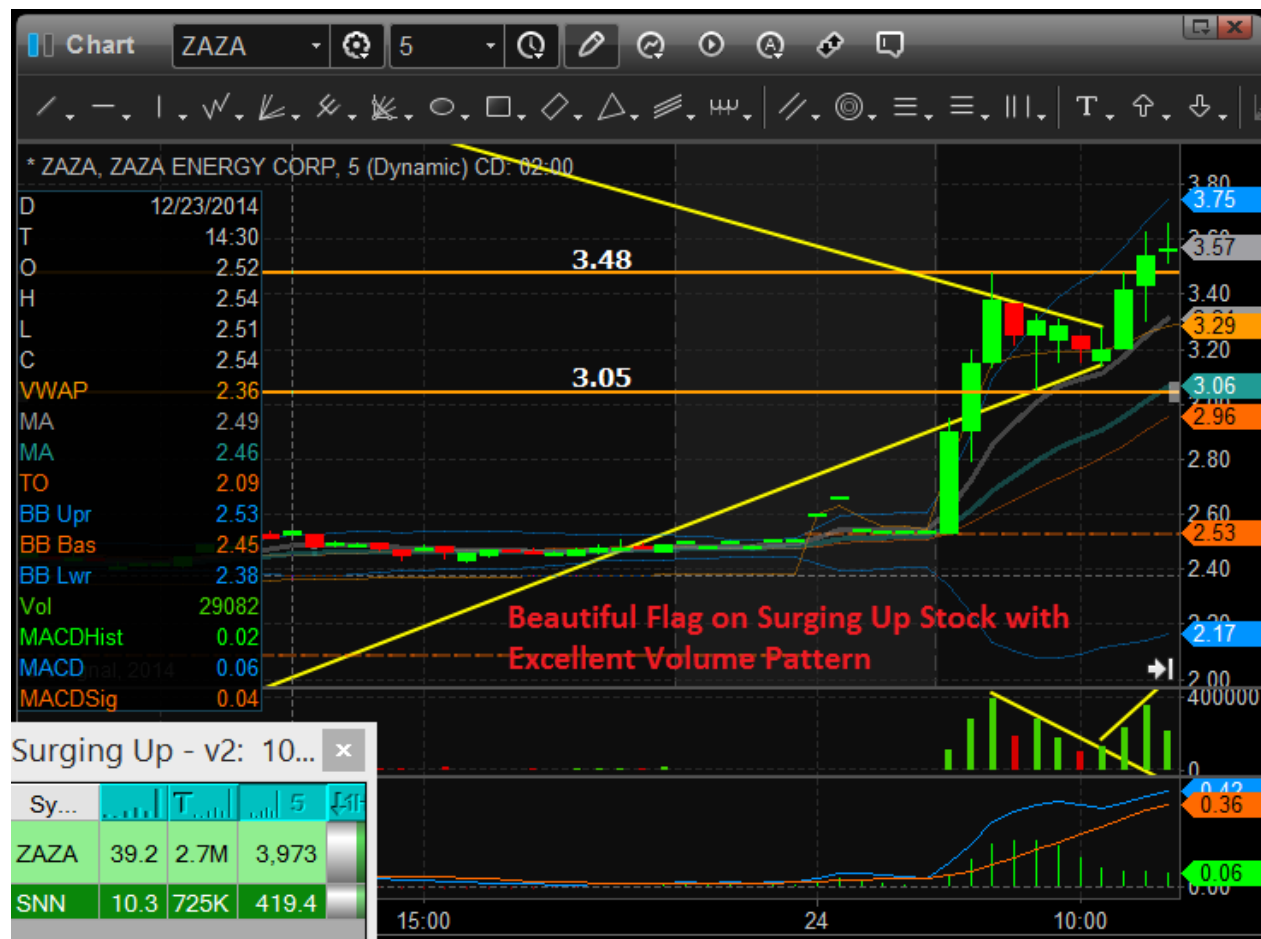 Chart ZAZA 5
A
T
* ZAZA, ZAZA ENERGY CORP, 5 (Dynamic) CD: 02:00
D 12/23/2014
T 14:30
O 2.52
H 2.54
L 2.51
C 2.54
VWAP 2.36
MA 2.49
MA 2.46
TO 2.09
BB Upr 2.53
BB Bas 2.45
BB Lwr 2.38
Vol 29082
MACDHist 0.02
MACD 0.06
MACDSig 0.04
3.48
3.05
Beautiful Flag on Surging Up Stock with
Excellent Volume Pattern
3.80
3.75
3.57
3.40
3.29
3.20
3.06
2.96
2.80
2.60
2.53
2.40
2.17
2.00
400000
0
0.42
0.36
0.06
0.00
15:00 24 10:00
Surging Up - v2: 10...
Sy... T 5
ZAZA 39.2 2.7M 3,973
SNN 10.3 725K 419.4